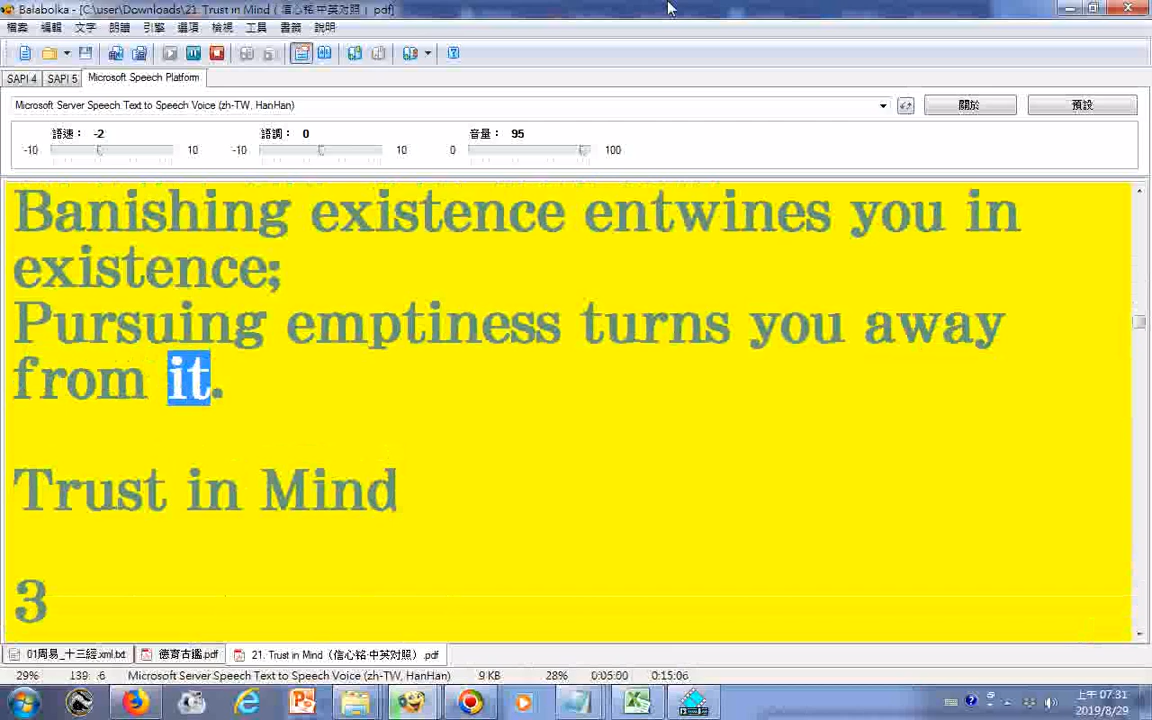 Balabolka - [C:\user\Downloads\21. Trust in Mind（信心铭·中英对照）.pdf]
檔案 編輯 文字 朗讀 引擎 選項 檢視 工具 書籤 說明
SAPI 4 SAPI 5 Microsoft Speech Platform
Microsoft Server Speech Text to Speech Voice (zh-TW, HanHan) 關於 預設
語速： -2 語調： 0 音量： 95
-10 10 -10 10 0 100
Banishing existence entwines you in
existence;
Pursuing emptiness turns you away
from it.
Trust in Mind
3
01周易_十三經.xml.txt 德育古鑑.pdf 21. Trust in Mind（信心铭·中英对照）.pdf
29% 139: 6 Microsoft Server Speech Text to Speech Voice (zh-TW, HanHan) 9 KB 28% 0:05:00 0:15:06
上午 07:31
2019/8/29